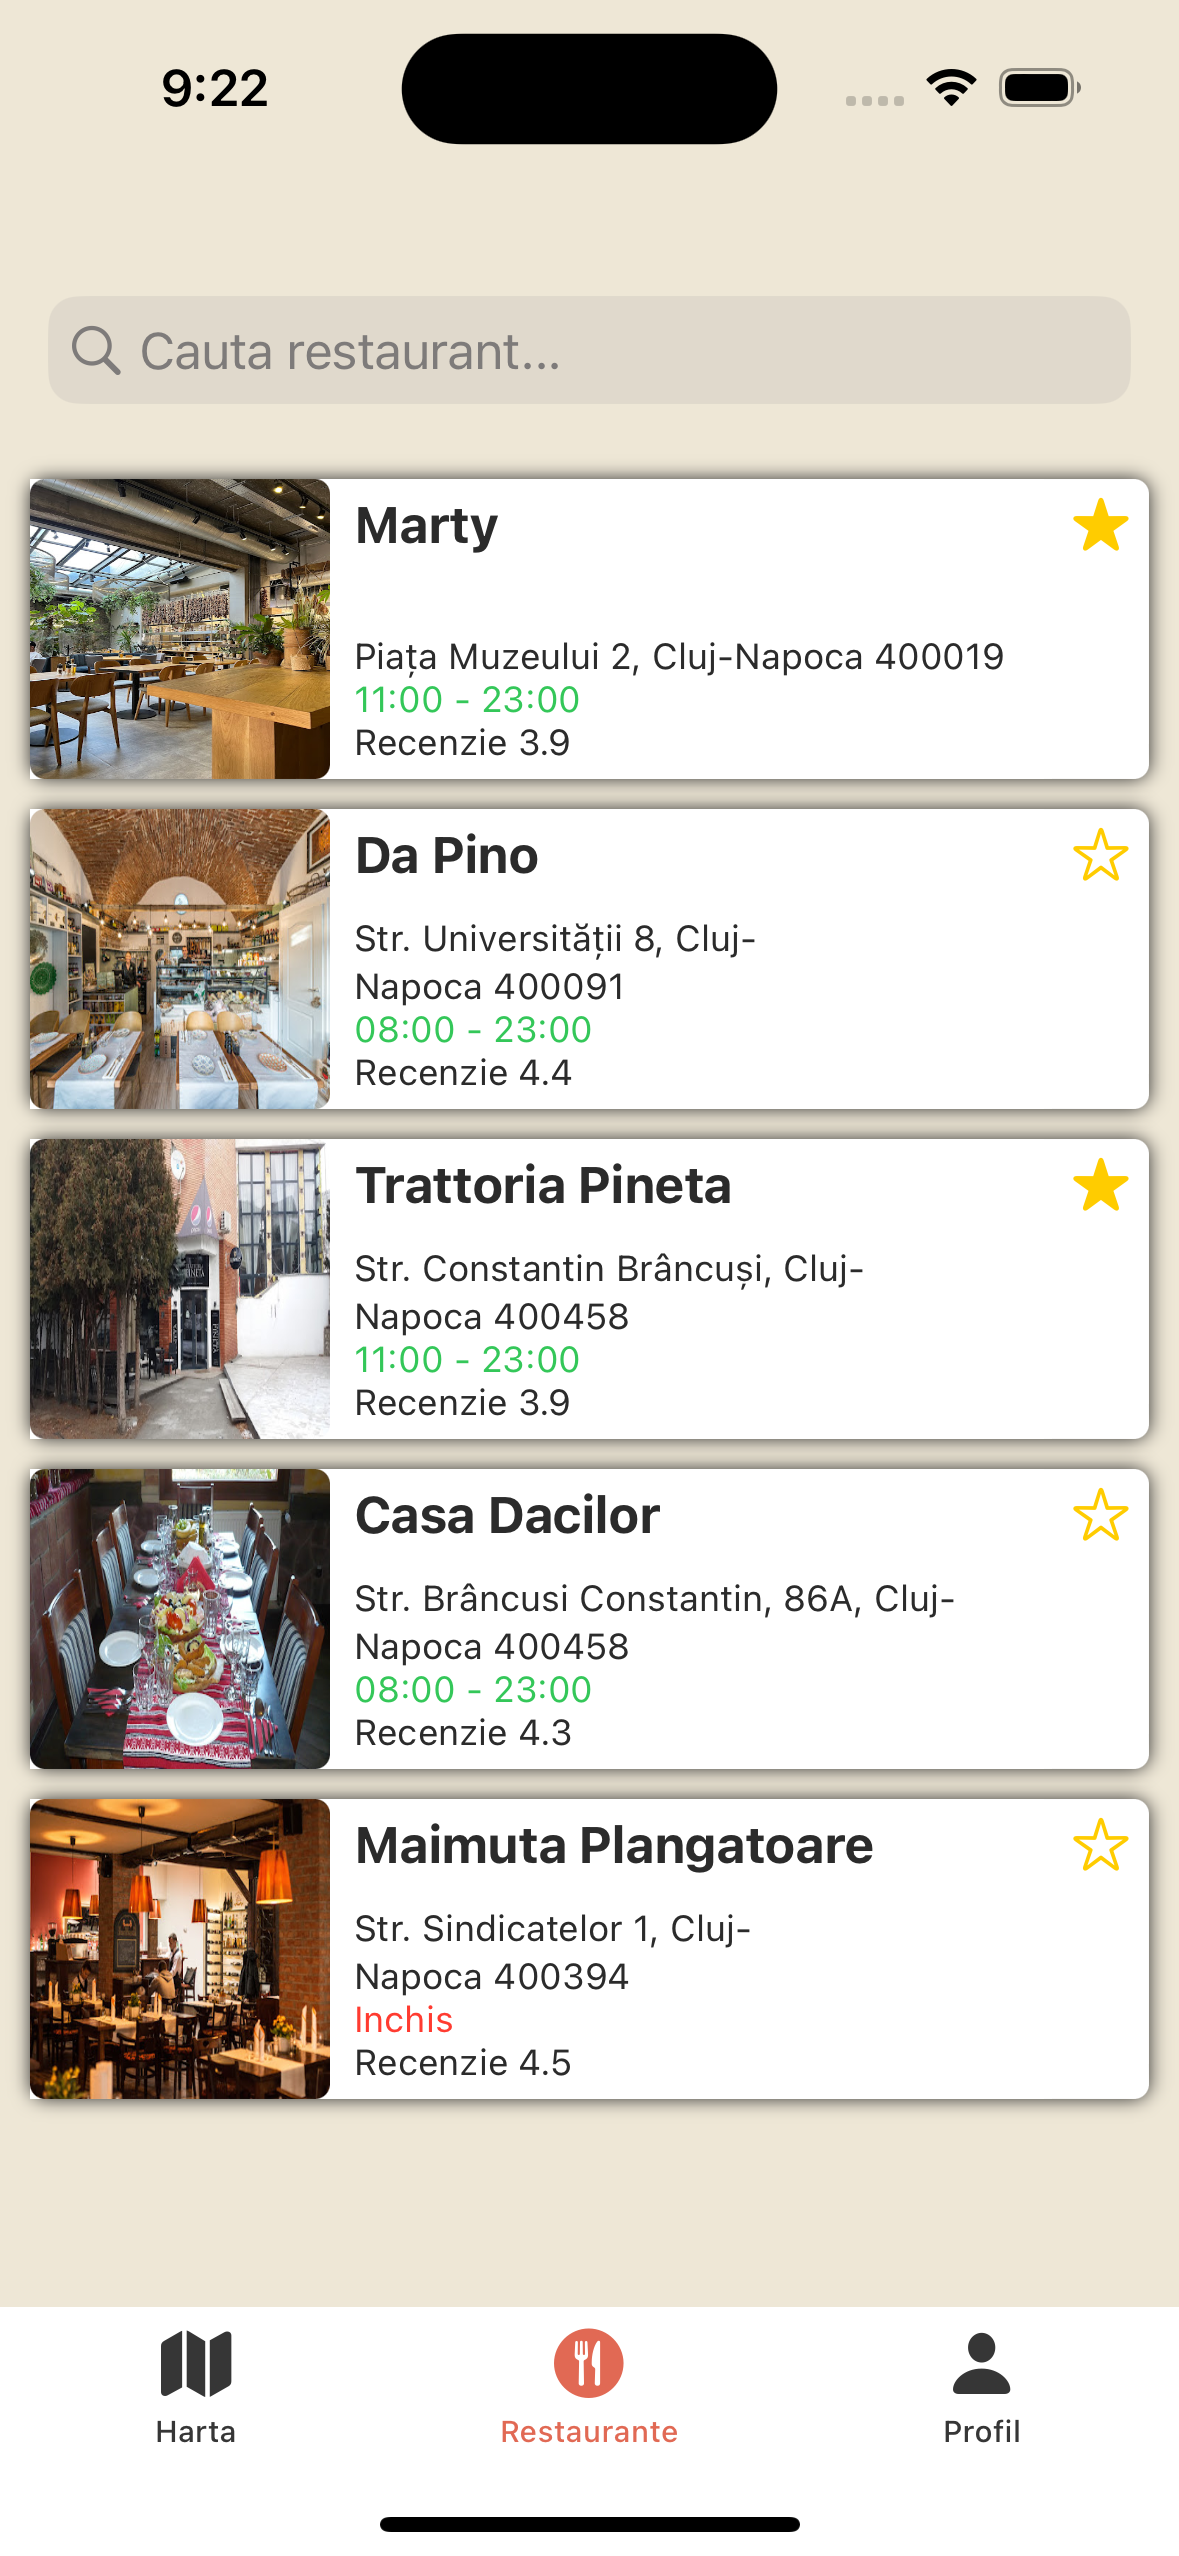 9:22
Cauta restaurant...
Marty
Piața Muzeului 2, Cluj-Napoca 400019
11:00 - 23:00
Recenzie 3.9
Da Pino
Str. Universității 8, Cluj-
Napoca 400091
08:00 - 23:00
Recenzie 4.4
Trattoria Pineta
Str. Constantin Brâncuși, Cluj-
Napoca 400458
11:00 - 23:00
Recenzie 3.9
Casa Dacilor
Str. Brâncusi Constantin, 86A, Cluj-
Napoca 400458
08:00 - 23:00
Recenzie 4.3
Maimuta Plangatoare
Str. Sindicatelor 1, Cluj-
Napoca 400394
Inchis
Recenzie 4.5
Harta
Restaurante
Profil